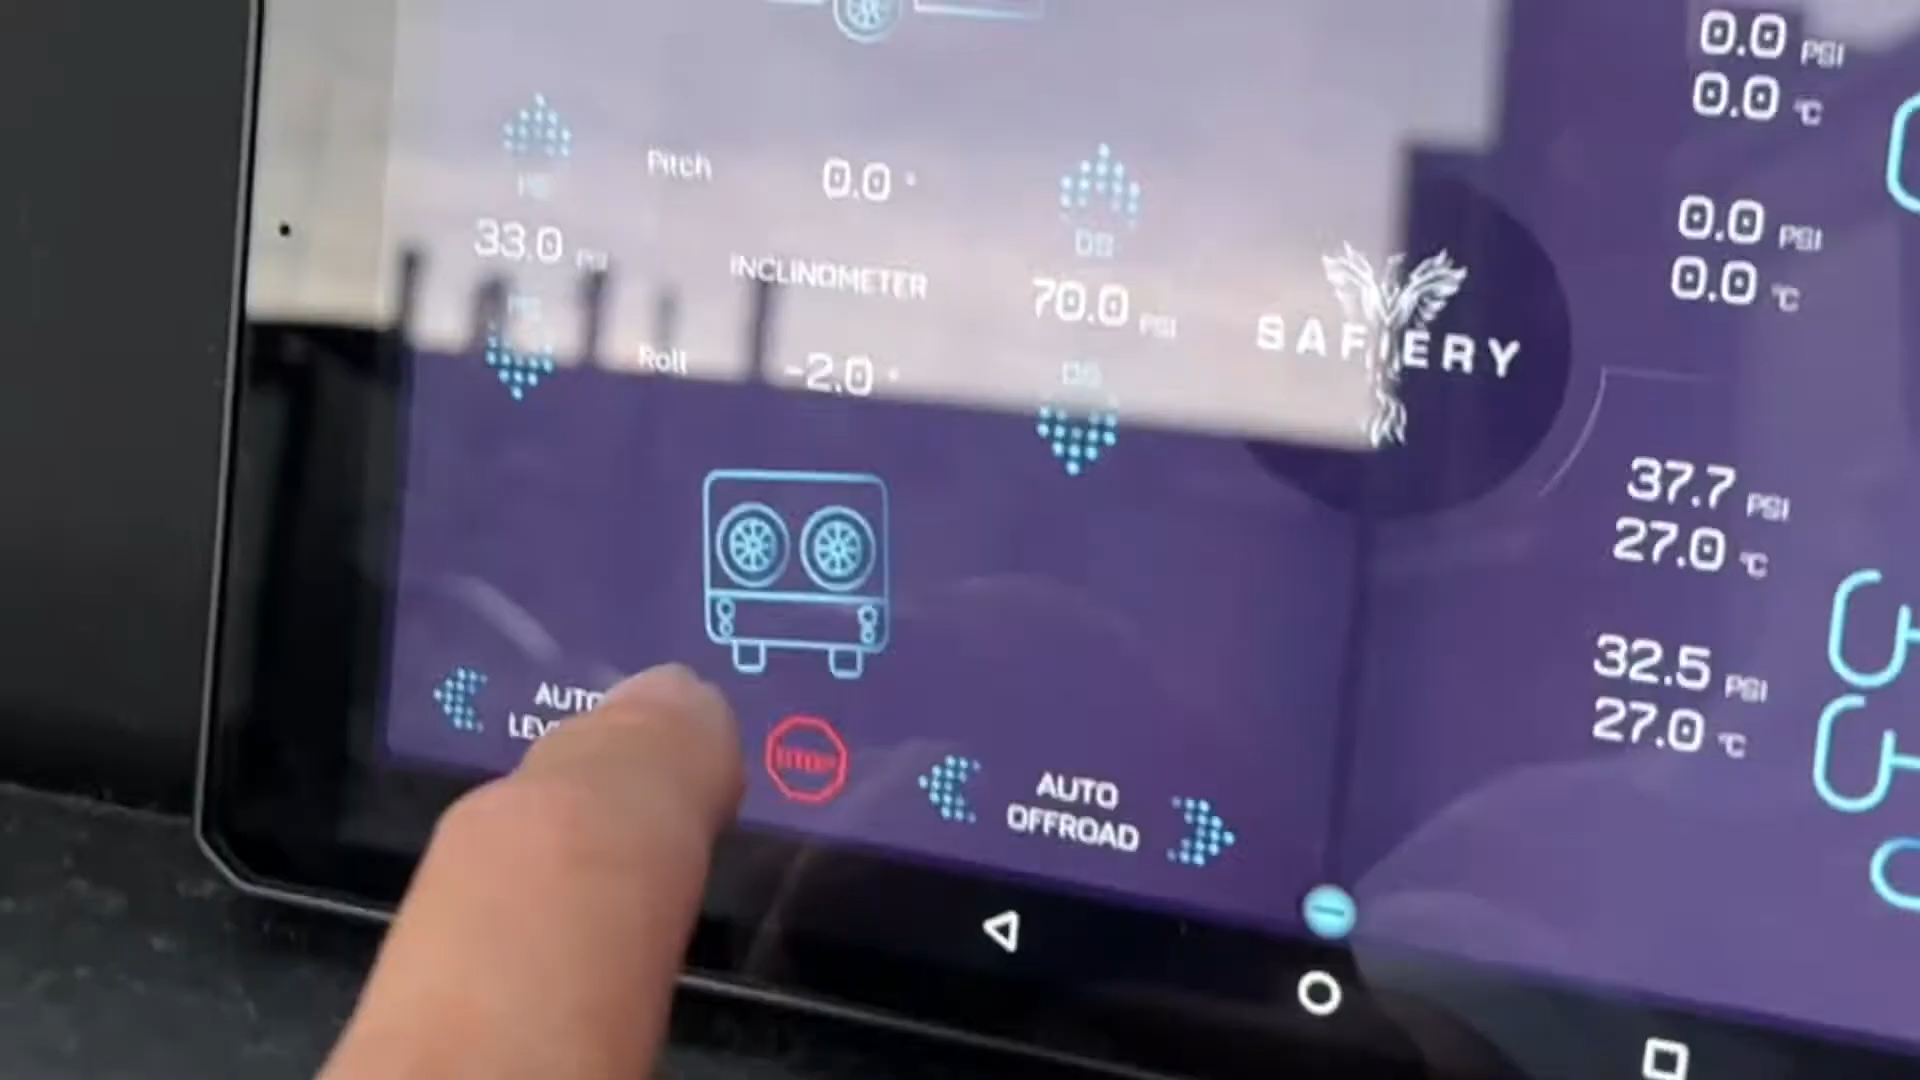 0.0 PSI
0.0 °C
Pitch 0.0 °
0.0 PSI
0.0 °C
33.0 PSI
DS
INCLINOMETER
70.0 PSI
SAFIERY
Roll -2.0 °
DS
37.7 PSI
27.0 °C
32.5 PSI
27.0 °C
AUTO
STOP
AUTO
OFFROAD